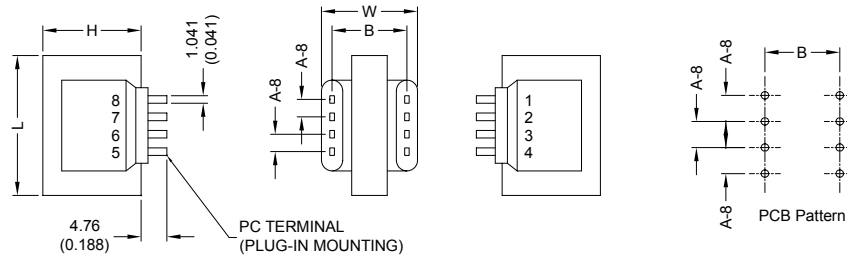 H
1.041
(0.041)
L
8
7
6
5
4.76
(0.188)
PC TERMINAL
(PLUG-IN MOUNTING)
W
B
A-8
A-8
1
2
3
4
B
A-8
A-8
A-8
PCB Pattern